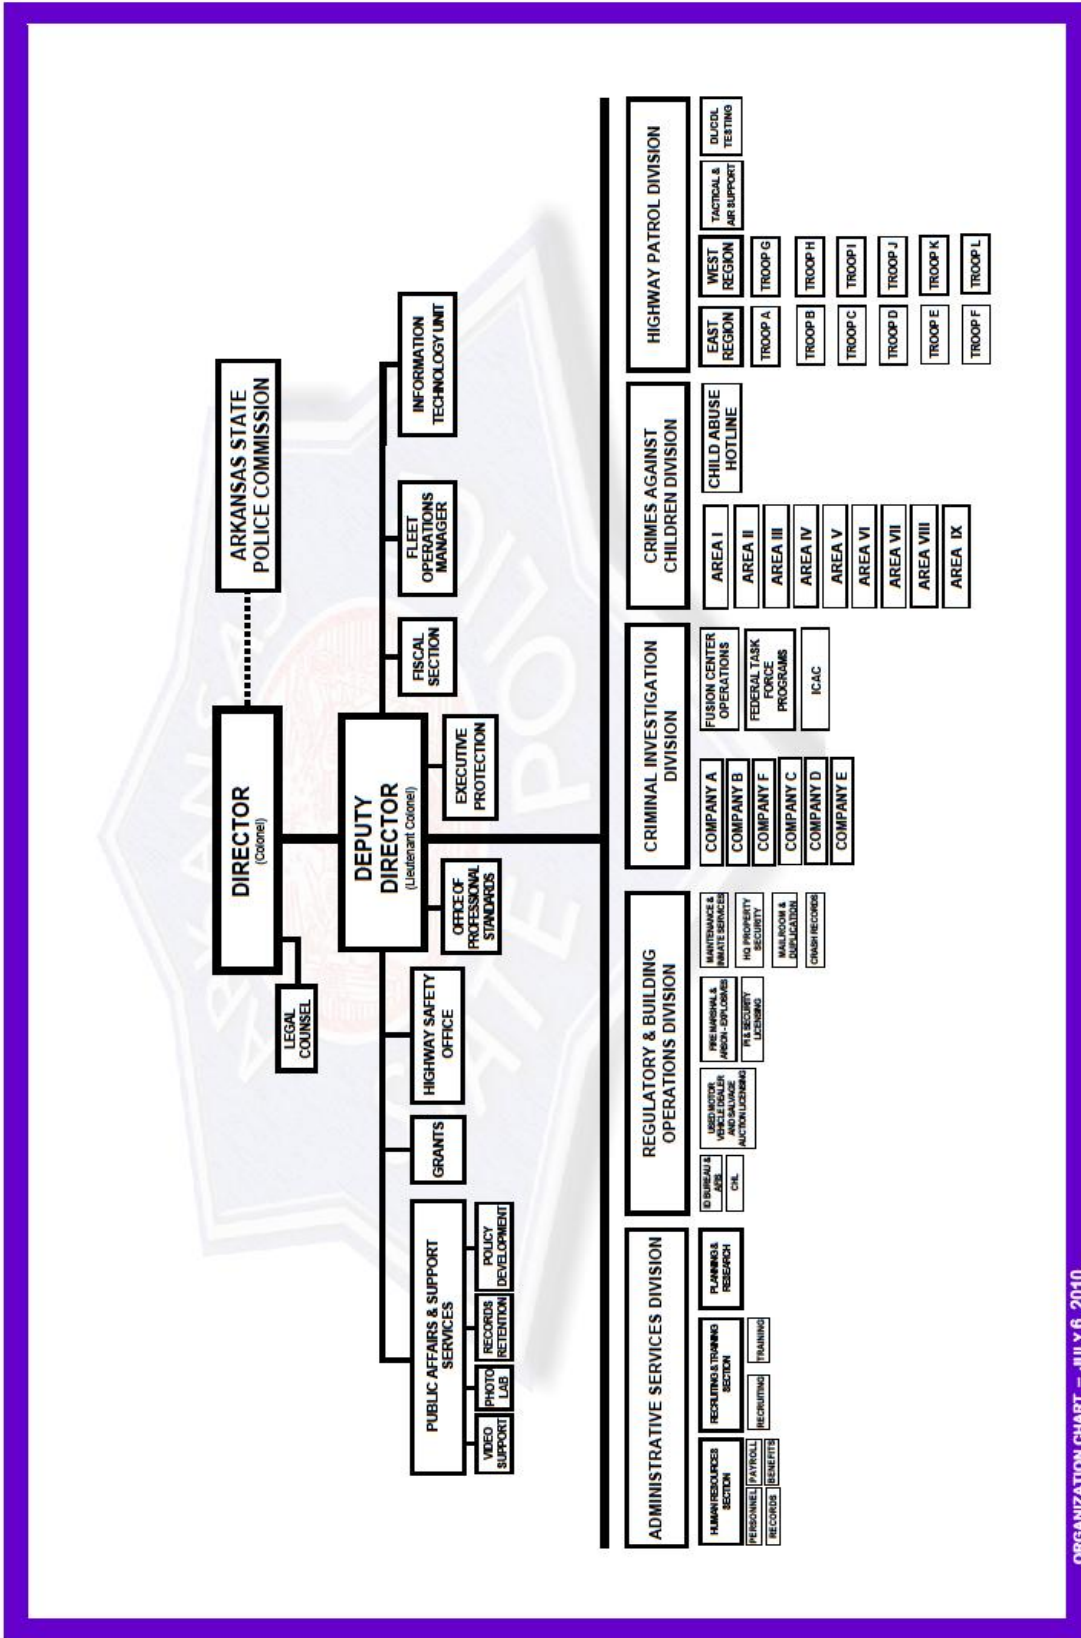 ARKANSAS STATE
POLICE COMMISSION
DIRECTOR
(Colonel)
LEGAL
COUNSEL
DEPUTY
DIRECTOR
(Lieutenant Colonel)
PUBLIC AFFAIRS & SUPPORT
SERVICES
VIDEO
SUPPORT
PHOTO
LAB
RECORDS
RETENTION
POLICY
DEVELOPMENT
GRANTS
HIGHWAY SAFETY
OFFICE
OFFICE OF
PROFESSIONAL
STANDARDS
EXECUTIVE
PROTECTION
FISCAL
SECTION
FLEET
OPERATIONS
MANAGER
INFORMATION
TECHNOLOGY UNIT
ADMINISTRATIVE SERVICES DIVISION
HUMAN RESOURCES
SECTION
PERSONNEL
PAYROLL
RECORDS
BENEFITS
RECRUITING & TRAINING
SECTION
RECRUITING
TRAINING
PLANNING &
RESEARCH
REGULATORY & BUILDING
OPERATIONS DIVISION
ID BUREAU &
AFIS
CHL
USED MOTOR
VEHICLE DEALER
AND SALVAGE
AUCTION LICENSING
FIRE MARSHAL &
ARSON - EXPLOSIVES
PI & SECURITY
LICENSING
MAINTENANCE &
INMATE SERVICES
HQ PROPERTY
SECURITY
MAILROOM &
DUPLICATION
CRASH RECORDS
CRIMINAL INVESTIGATION
DIVISION
COMPANY A
COMPANY B
COMPANY F
COMPANY C
COMPANY D
COMPANY E
FUSION CENTER
OPERATIONS
FEDERAL TASK
FORCE
PROGRAMS
ICAC
CRIMES AGAINST
CHILDREN DIVISION
AREA I
AREA II
AREA III
AREA IV
AREA V
AREA VI
AREA VII
AREA VIII
AREA IX
CHILD ABUSE
HOTLINE
HIGHWAY PATROL DIVISION
EAST
REGION
TROOP A
TROOP B
TROOP C
TROOP D
TROOP E
TROOP F
WEST
REGION
TROOP G
TROOP H
TROOP I
TROOP J
TROOP K
TROOP L
TACTICAL &
AIR SUPPORT
DL/CDL
TESTING
ORGANIZATION CHART – JULY 6, 2010